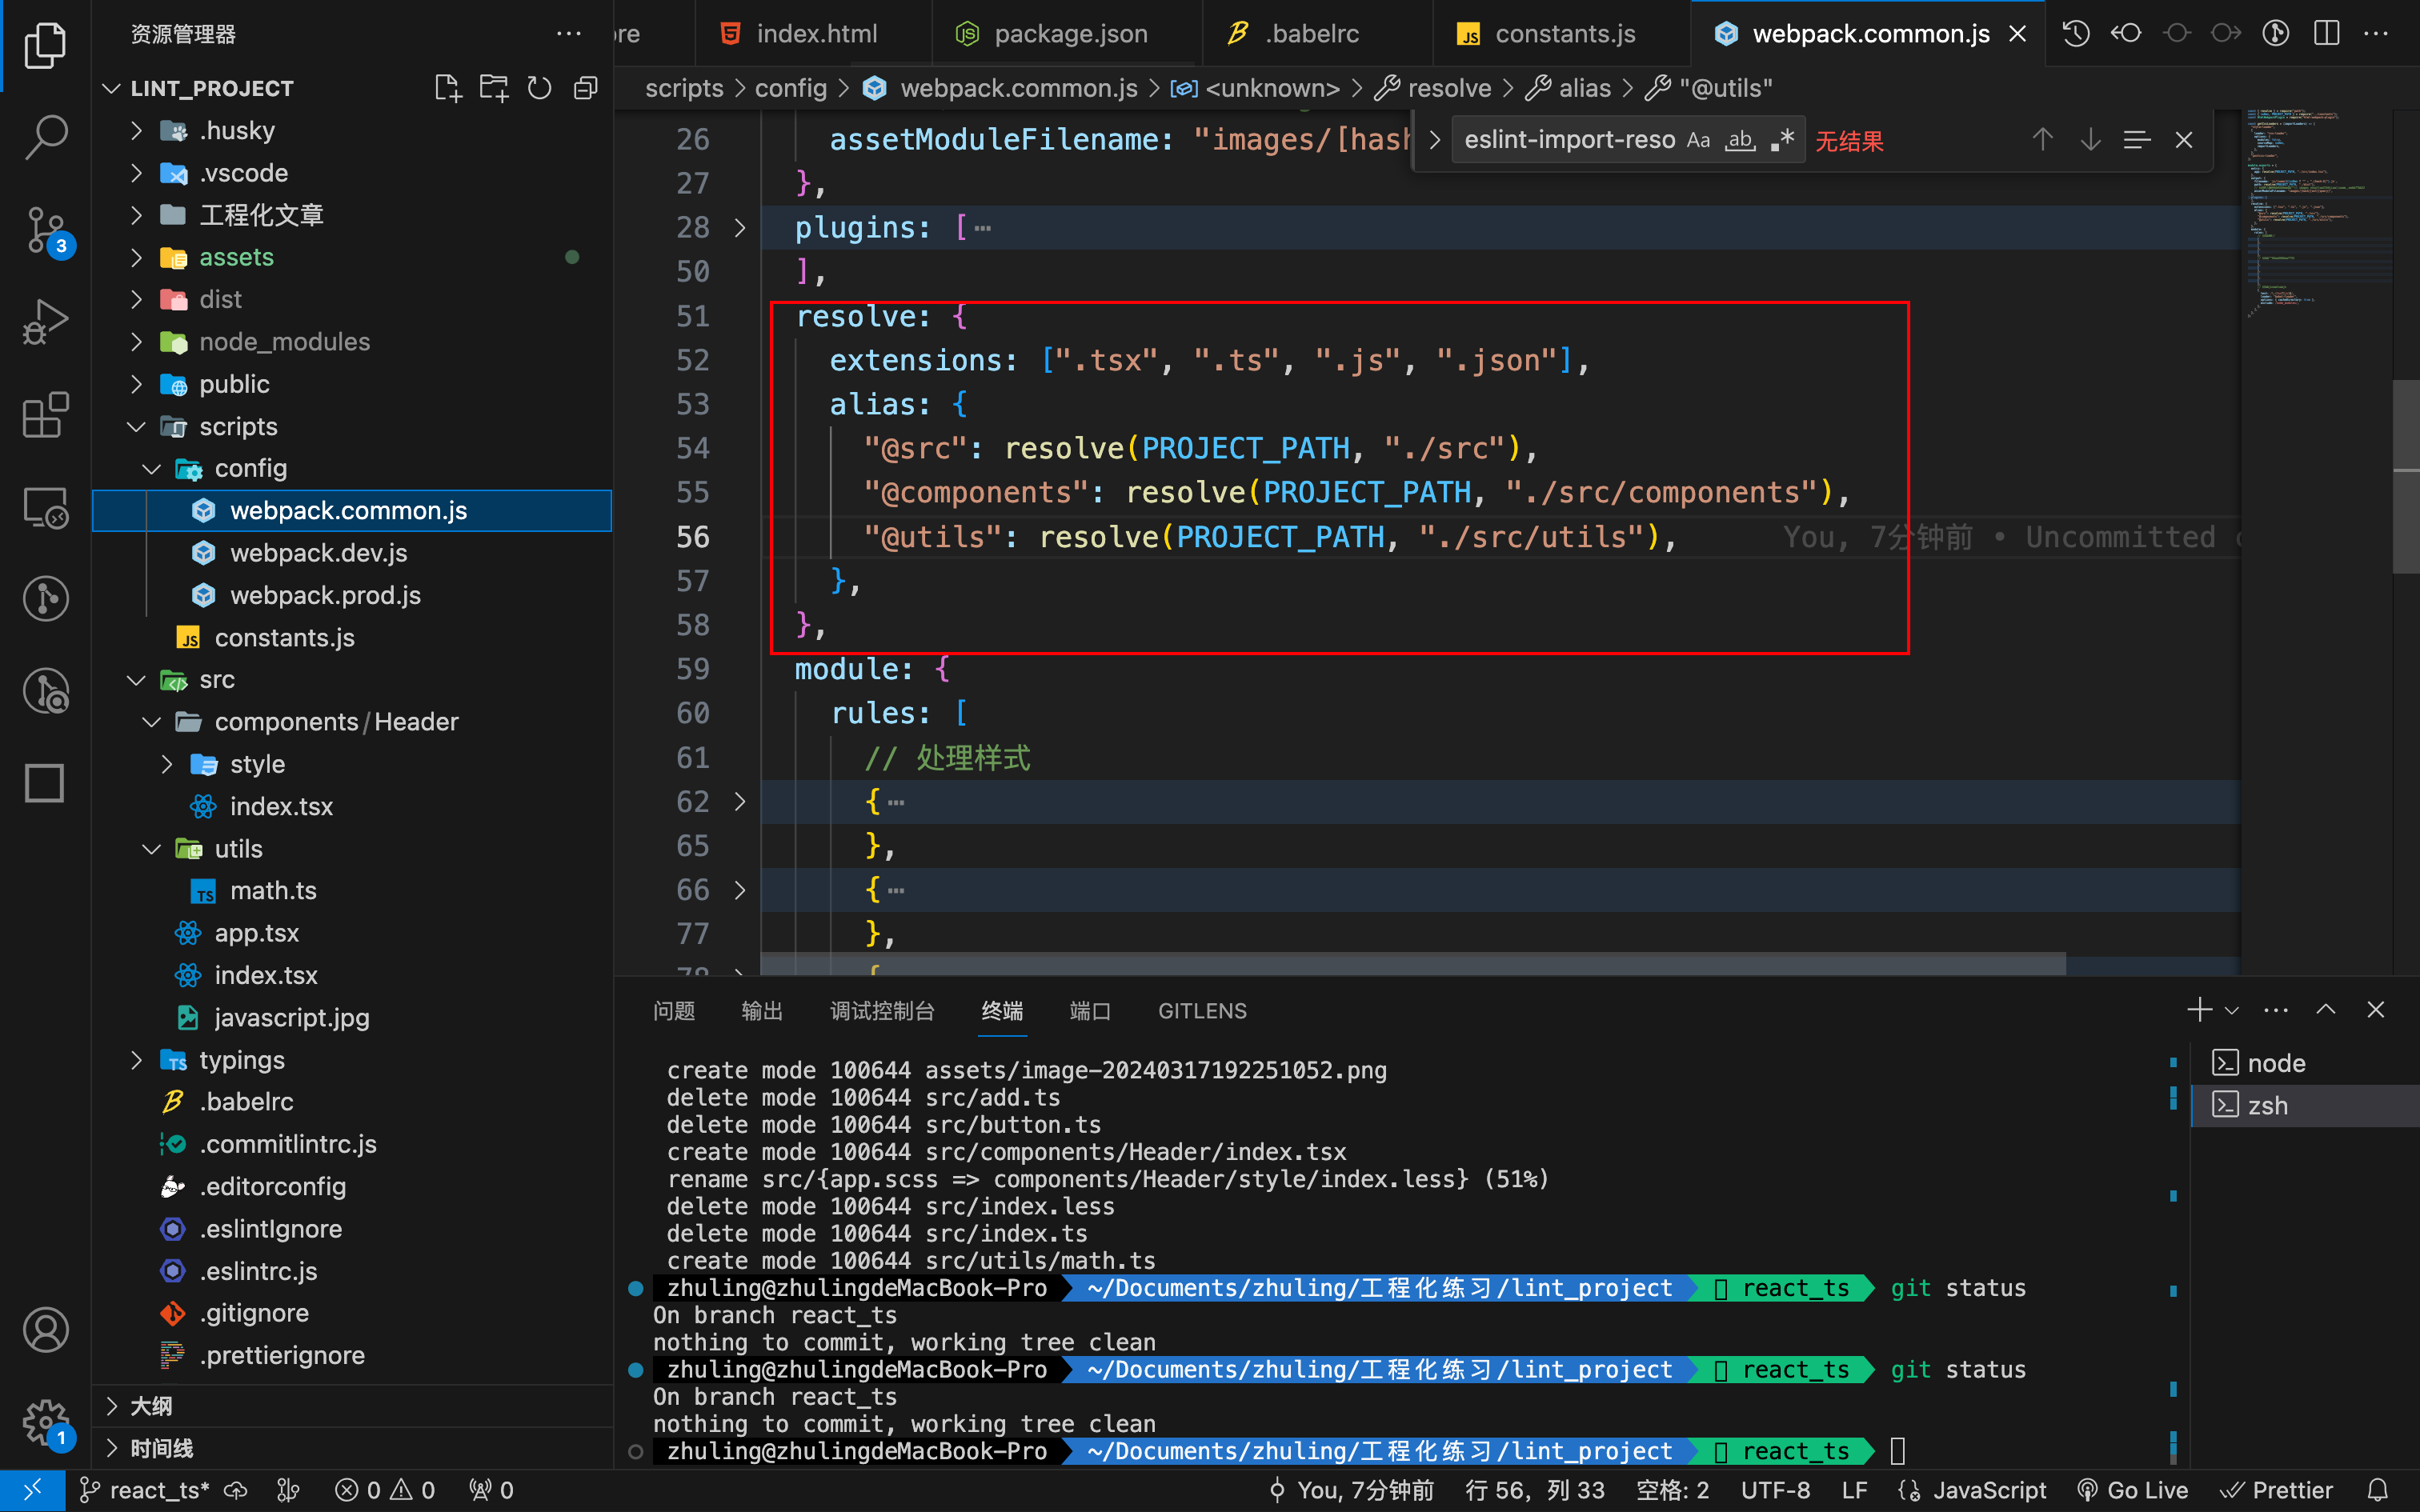 资源管理器
LINT_PROJECT
.husky
.vscode
工程化文章
assets
dist
node_modules
public
scripts
config
webpack.common.js
webpack.dev.js
webpack.prod.js
constants.js
src
components/Header
style
index.tsx
utils
math.ts
app.tsx
index.tsx
javascript.jpg
typings
.babelrc
.commitlintrc.js
.editorconfig
.eslintIgnore
.eslintrc.js
.gitignore
.prettierignore
大纲
时间线
3
1
re index.html package.json .babelrc constants.js webpack.common.js
scripts > config > webpack.common.js > <unknown> > resolve > alias > "@utils"
eslint-import-reso Aa ab .* 无结果
26 assetModuleFilename: "images/[hash
27 },
28 plugins: [
50 ],
51 resolve: {
52 extensions: [".tsx", ".ts", ".js", ".json"],
53 alias: {
54 "@src": resolve(PROJECT_PATH, "./src"),
55 "@components": resolve(PROJECT_PATH, "./src/components"),
56 "@utils": resolve(PROJECT_PATH, "./src/utils"), You, 7分钟前 • Uncommitted
57 },
58 },
59 module: {
60 rules: [
61 // 处理样式
62 {
65 },
66 {
77 },
78 {
问题 输出 调试控制台 终端 端口 GITLENS
create mode 100644 assets/image-20240317192251052.png
delete mode 100644 src/add.ts
delete mode 100644 src/button.ts
create mode 100644 src/components/Header/index.tsx
rename src/{app.scss => components/Header/style/index.less} (51%)
delete mode 100644 src/index.less
delete mode 100644 src/index.ts
create mode 100644 src/utils/math.ts
zhuling@zhulingdeMacBook-Pro ~/Documents/zhuling/工程化练习/lint_project react_ts git status
On branch react_ts
nothing to commit, working tree clean
zhuling@zhulingdeMacBook-Pro ~/Documents/zhuling/工程化练习/lint_project react_ts git status
On branch react_ts
nothing to commit, working tree clean
zhuling@zhulingdeMacBook-Pro ~/Documents/zhuling/工程化练习/lint_project react_ts
node
zsh
react_ts* 0 0 0 You, 7分钟前 行 56, 列 33 空格: 2 UTF-8 LF JavaScript Go Live Prettier